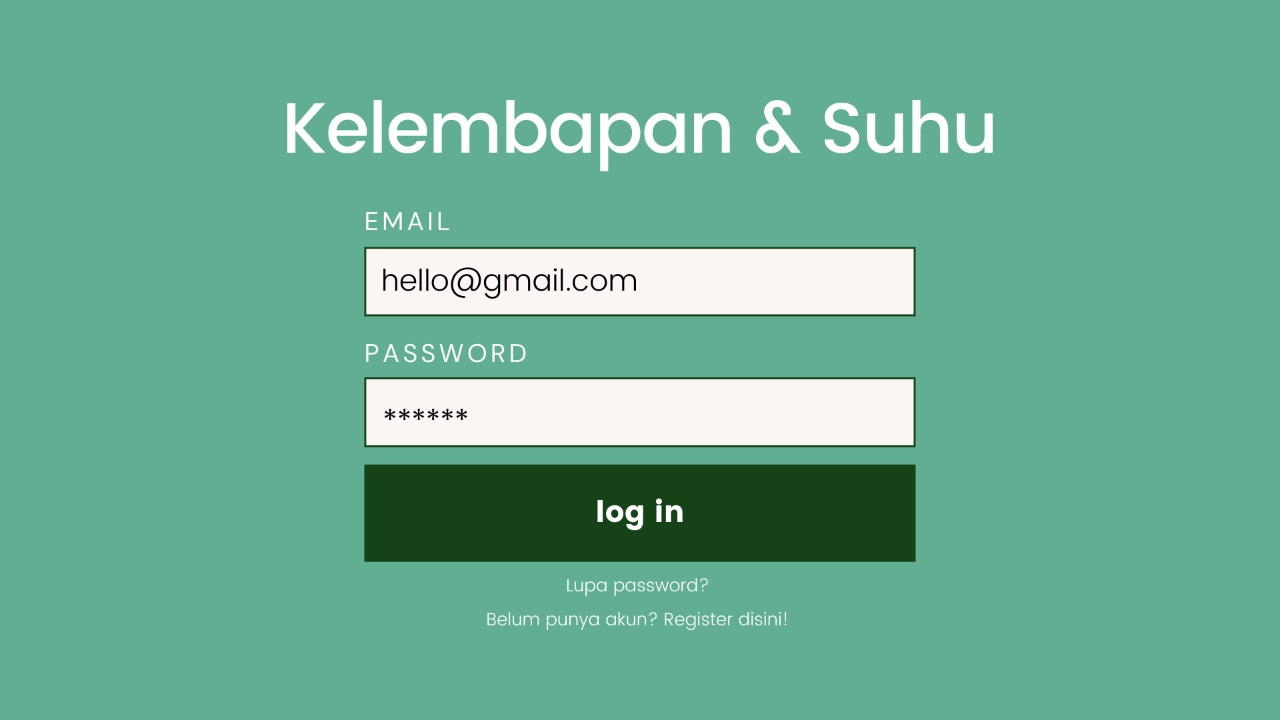 Kelembapan & Suhu
EMAIL
hello@gmail.com
PASSWORD
******
log in
Lupa password?
Belum punya akun? Register disini!